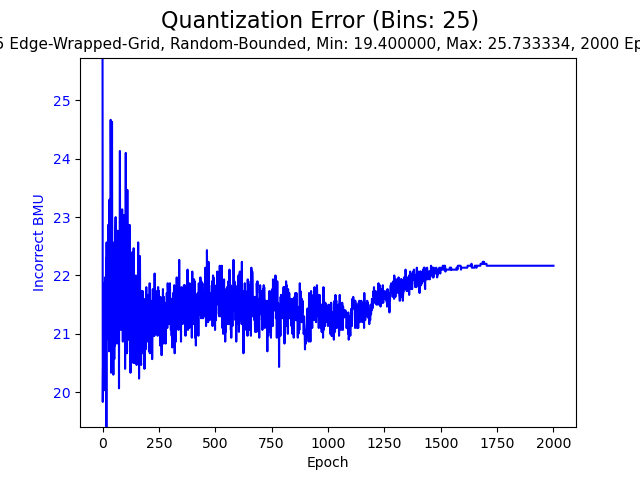 Quantization Error (Bins: 25)
5 Edge-Wrapped-Grid, Random-Bounded, Min: 19.400000, Max: 25.733334, 2000 Ep
25
24
23
22
21
20
Incorrect BMU
0 250 500 750 1000 1250 1500 1750 2000
Epoch